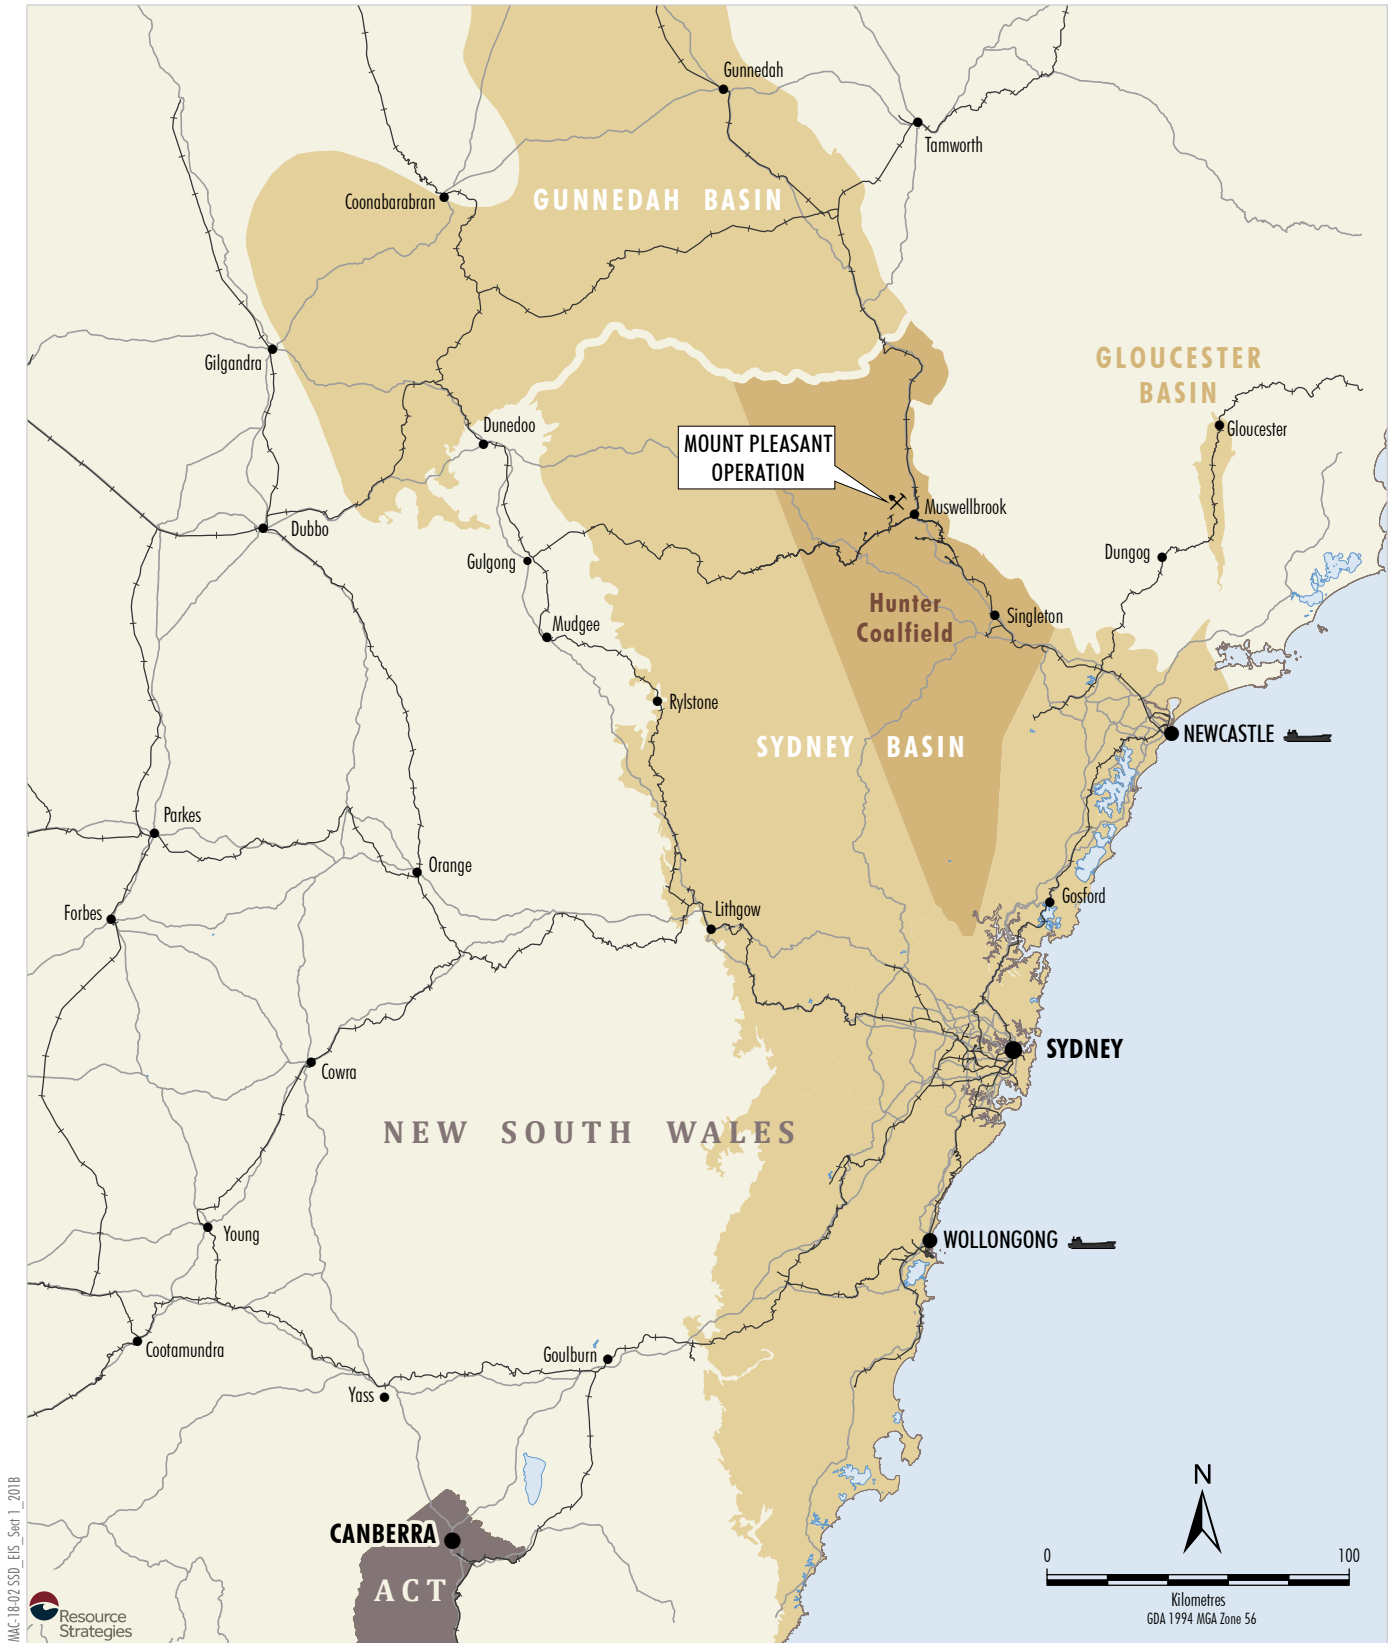 Gunnedah
Tamworth
Coonabarabran
GUNNEDAH BASIN
Gilgandra
GLOUCESTER
BASIN
Gloucester
Dunedoo
MOUNT PLEASANT
OPERATION
Muswellbrook
Dubbo
Dungog
Gulgong
Hunter
Coalfield
Singleton
Mudgee
Rylstone
NEWCASTLE
SYDNEY BASIN
Parkes
Orange
Gosford
Forbes
Lithgow
SYDNEY
Cowra
NEW SOUTH WALES
Young
WOLLONGONG
Cootamundra
Goulburn
Yass
N
CANBERRA
ACT
0
100
Kilometres
GDA 1994 MGA Zone 56
MAC-18-02 SSD_EIS_Sect 1_201B
Resource
Strategies